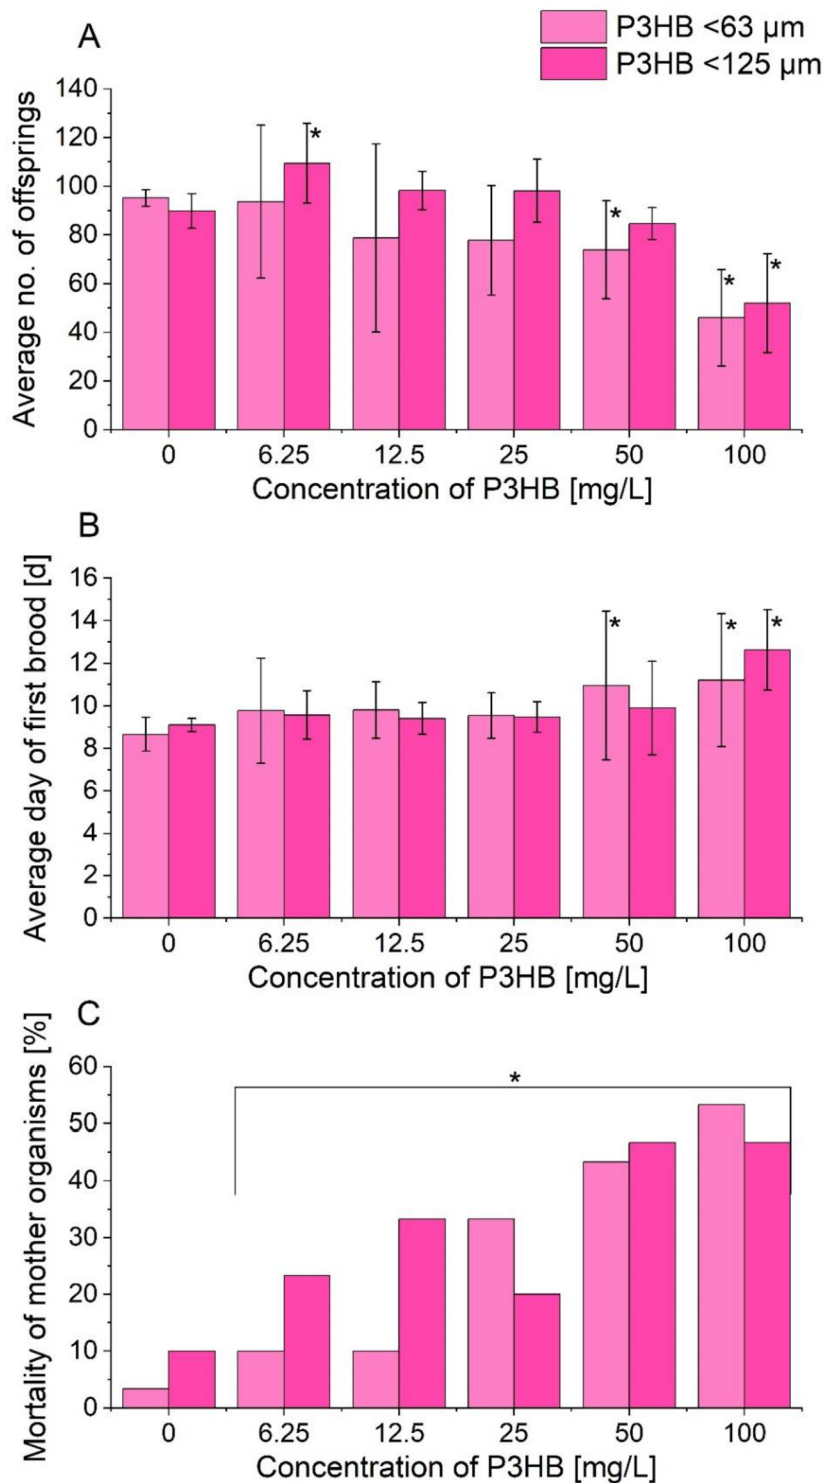 P3HB <63 µm
P3HB <125 µm
A
Average no. of offsprings
140
120
100
80
60
40
20
0
* * * *
0 6.25 12.5 25 50 100
Concentration of P3HB [mg/L]
B
Average day of first brood [d]
16
14
12
10
8
6
4
2
0
* * *
0 6.25 12.5 25 50 100
Concentration of P3HB [mg/L]
C
Mortality of mother organisms [%]
60
50
40
30
20
10
0
*
0 6.25 12.5 25 50 100
Concentration of P3HB [mg/L]